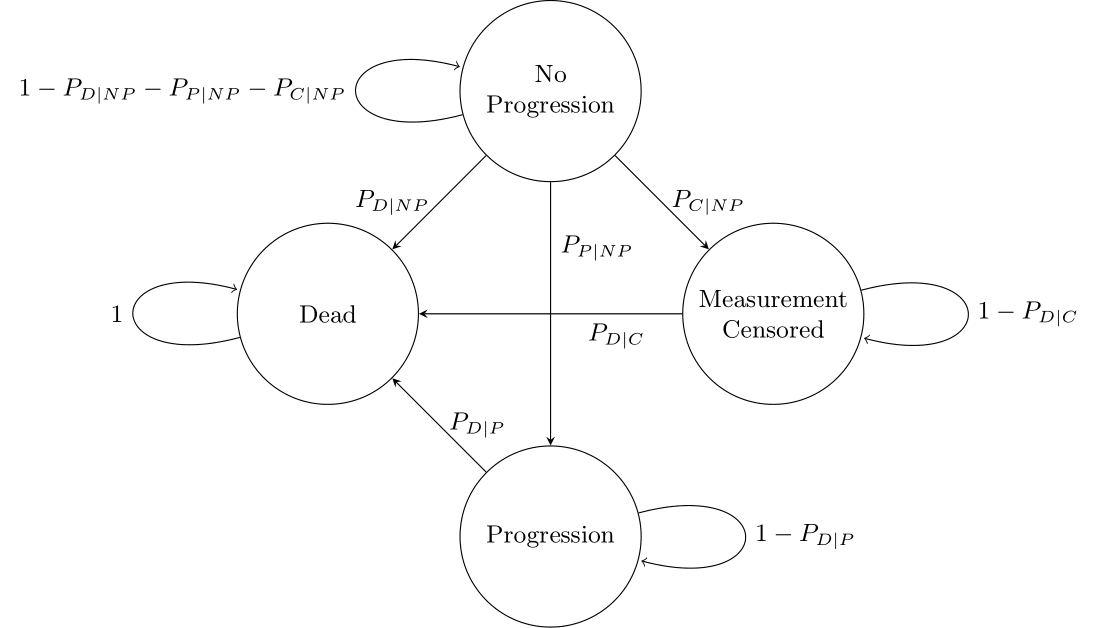 No
Progression
1 − P_{D|NP} − P_{P|NP} − P_{C|NP}
P_{D|NP}
P_{C|NP}
P_{P|NP}
Measurement
Censored
1
Dead
1 − P_{D|C}
P_{D|C}
P_{D|P}
Progression
1 − P_{D|P}